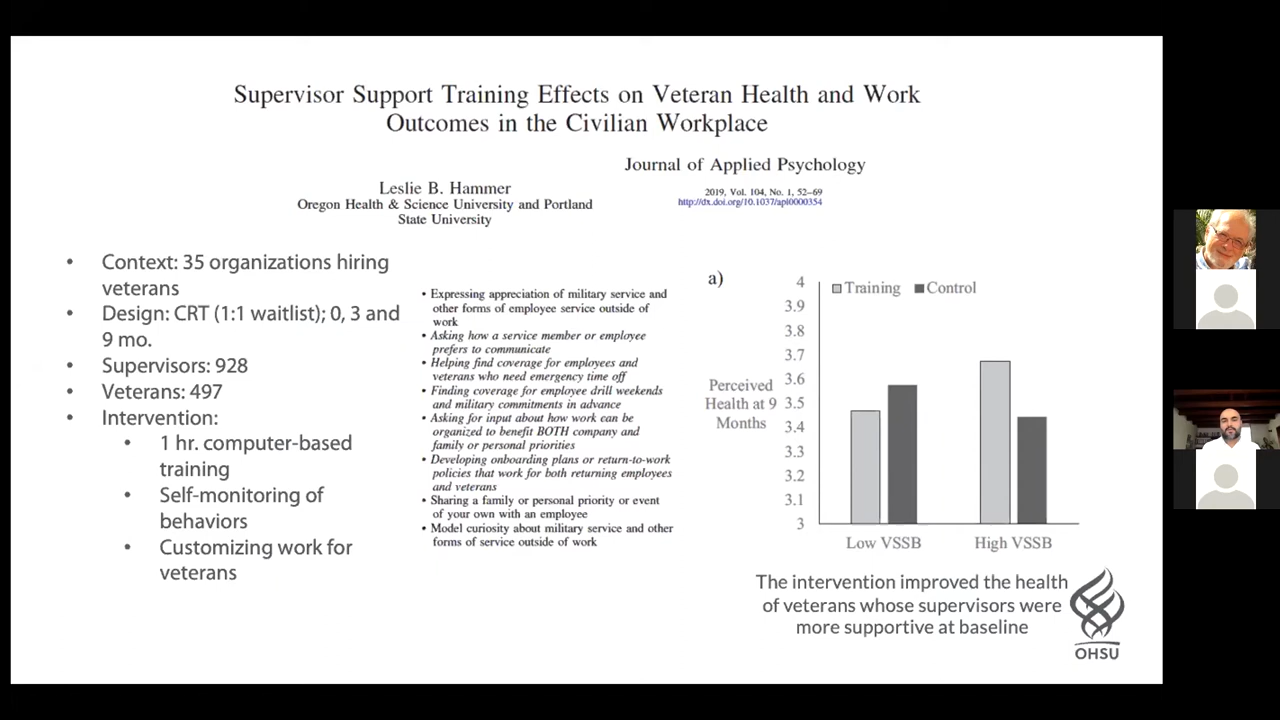 Supervisor Support Training Effects on Veteran Health and Work
Outcomes in the Civilian Workplace
Journal of Applied Psychology
2019, Vol. 104, No. 1, 52–69
http://dx.doi.org/10.1037/apl0000354
Leslie B. Hammer
Oregon Health & Science University and Portland
State University
• Context: 35 organizations hiring
veterans
• Design: CRT (1:1 waitlist); 0, 3 and
9 mo.
• Supervisors: 928
• Veterans: 497
• Intervention:
• 1 hr. computer-based
training
• Self-monitoring of
behaviors
• Customizing work for
veterans
• Expressing appreciation of military service and
other forms of employee service outside of
work
• Asking how a service member or employee
prefers to communicate
• Helping find coverage for employees and
veterans who need emergency time off
• Finding coverage for employee drill weekends
and military commitments in advance
• Asking for input about how work can be
organized to benefit BOTH company and
family or personal priorities
• Developing onboarding plans or return-to-work
policies that work for both returning employees
and veterans
• Sharing a family or personal priority or event
of your own with an employee
• Model curiosity about military service and other
forms of service outside of work
a)
Training Control
Perceived
Health at 9
Months
4
3.9
3.8
3.7
3.6
3.5
3.4
3.3
3.2
3.1
3
Low VSSB High VSSB
The intervention improved the health
of veterans whose supervisors were
more supportive at baseline
OHSU